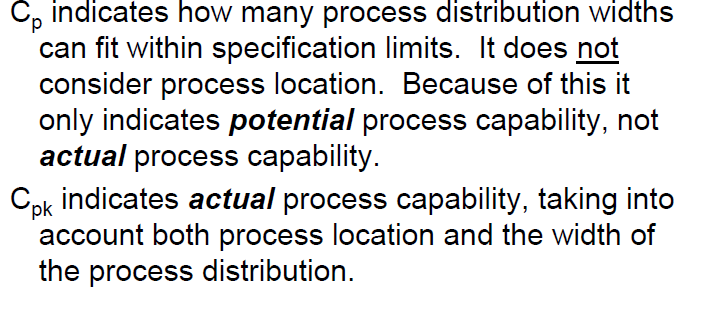 Cp indicates how many process distribution widths
can fit within specification limits. It does not
consider process location. Because of this it
only indicates potential process capability, not
actual process capability.
Cpk indicates actual process capability, taking into
account both process location and the width of
the process distribution.